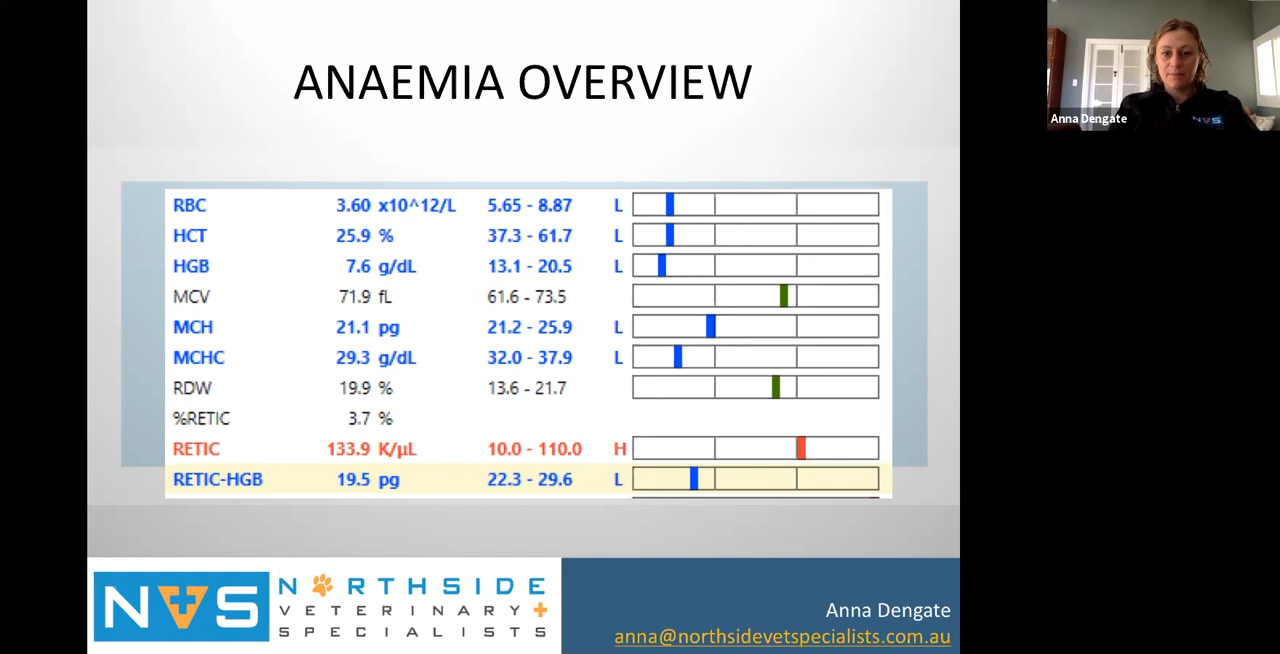 ANAEMIA OVERVIEW
RBC 3.60 x10^12/L 5.65 - 8.87 L
HCT 25.9 % 37.3 - 61.7 L
HGB 7.6 g/dL 13.1 - 20.5 L
MCV 71.9 fL 61.6 - 73.5
MCH 21.1 pg 21.2 - 25.9 L
MCHC 29.3 g/dL 32.0 - 37.9 L
RDW 19.9 % 13.6 - 21.7
%RETIC 3.7 %
RETIC 133.9 K/µL 10.0 - 110.0 H
RETIC-HGB 19.5 pg 22.3 - 29.6 L
NVS
NORTHSIDE
VETERINARY
SPECIALISTS
Anna Dengate
anna@northsidevetspecialists.com.au
Anna Dengate
NVS